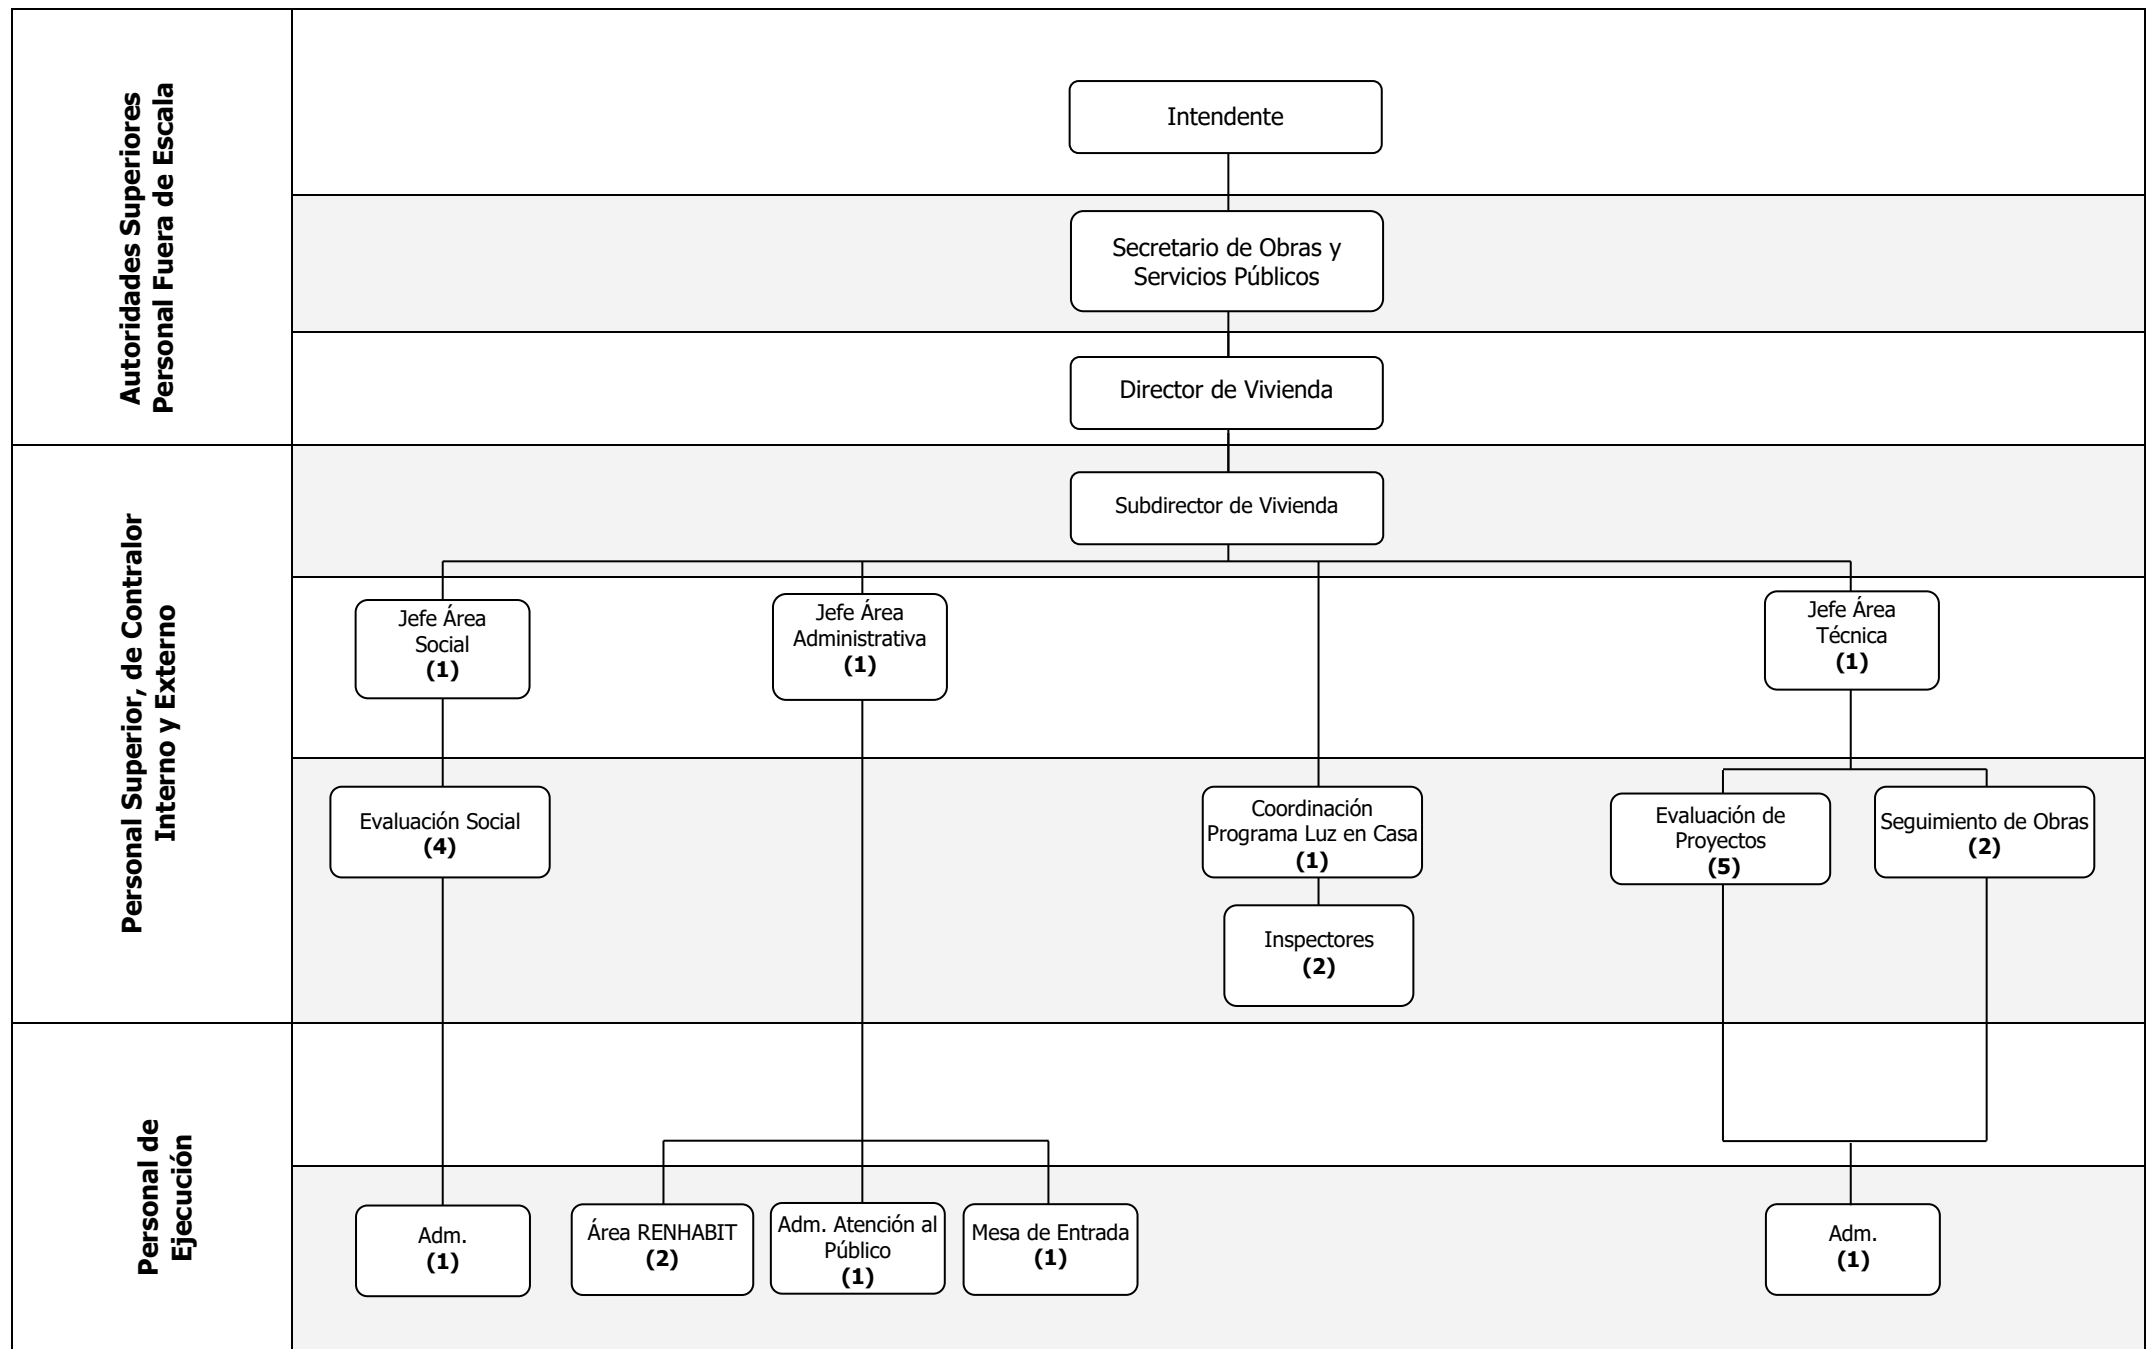 Autoridades Superiores
Personal Fuera de Escala
Intendente
Secretario de Obras y
Servicios Públicos
Director de Vivienda
Personal Superior, de Contralor
Interno y Externo
Subdirector de Vivienda
Jefe Área
Social
(1)
Jefe Área
Administrativa
(1)
Jefe Área
Técnica
(1)
Evaluación Social
(4)
Coordinación
Programa Luz en Casa
(1)
Evaluación de
Proyectos
(5)
Seguimiento de Obras
(2)
Inspectores
(2)
Personal de
Ejecución
Adm.
(1)
Área RENHABIT
(2)
Adm. Atención al
Público
(1)
Mesa de Entrada
(1)
Adm.
(1)